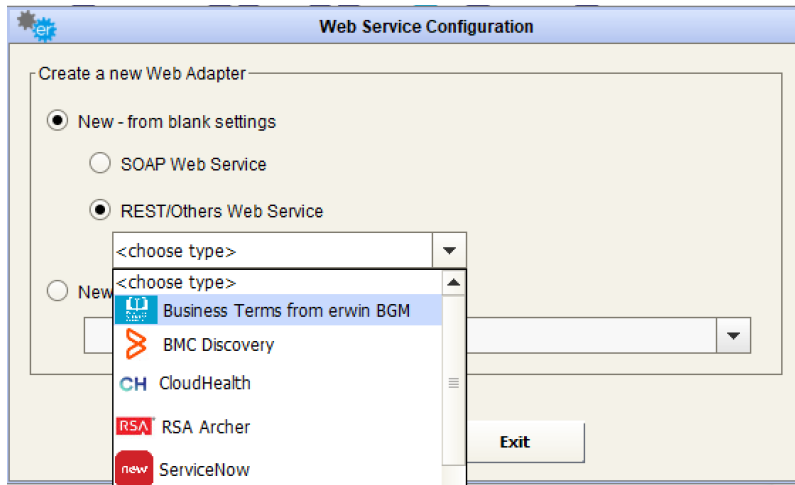 er
Web Service Configuration
Create a new Web Adapter
New - from blank settings
SOAP Web Service
REST/Others Web Service
<choose type>
<choose type>
New
Business Terms from erwin BGM
BMC Discovery
CH CloudHealth
RSA RSA Archer
Exit
new ServiceNow